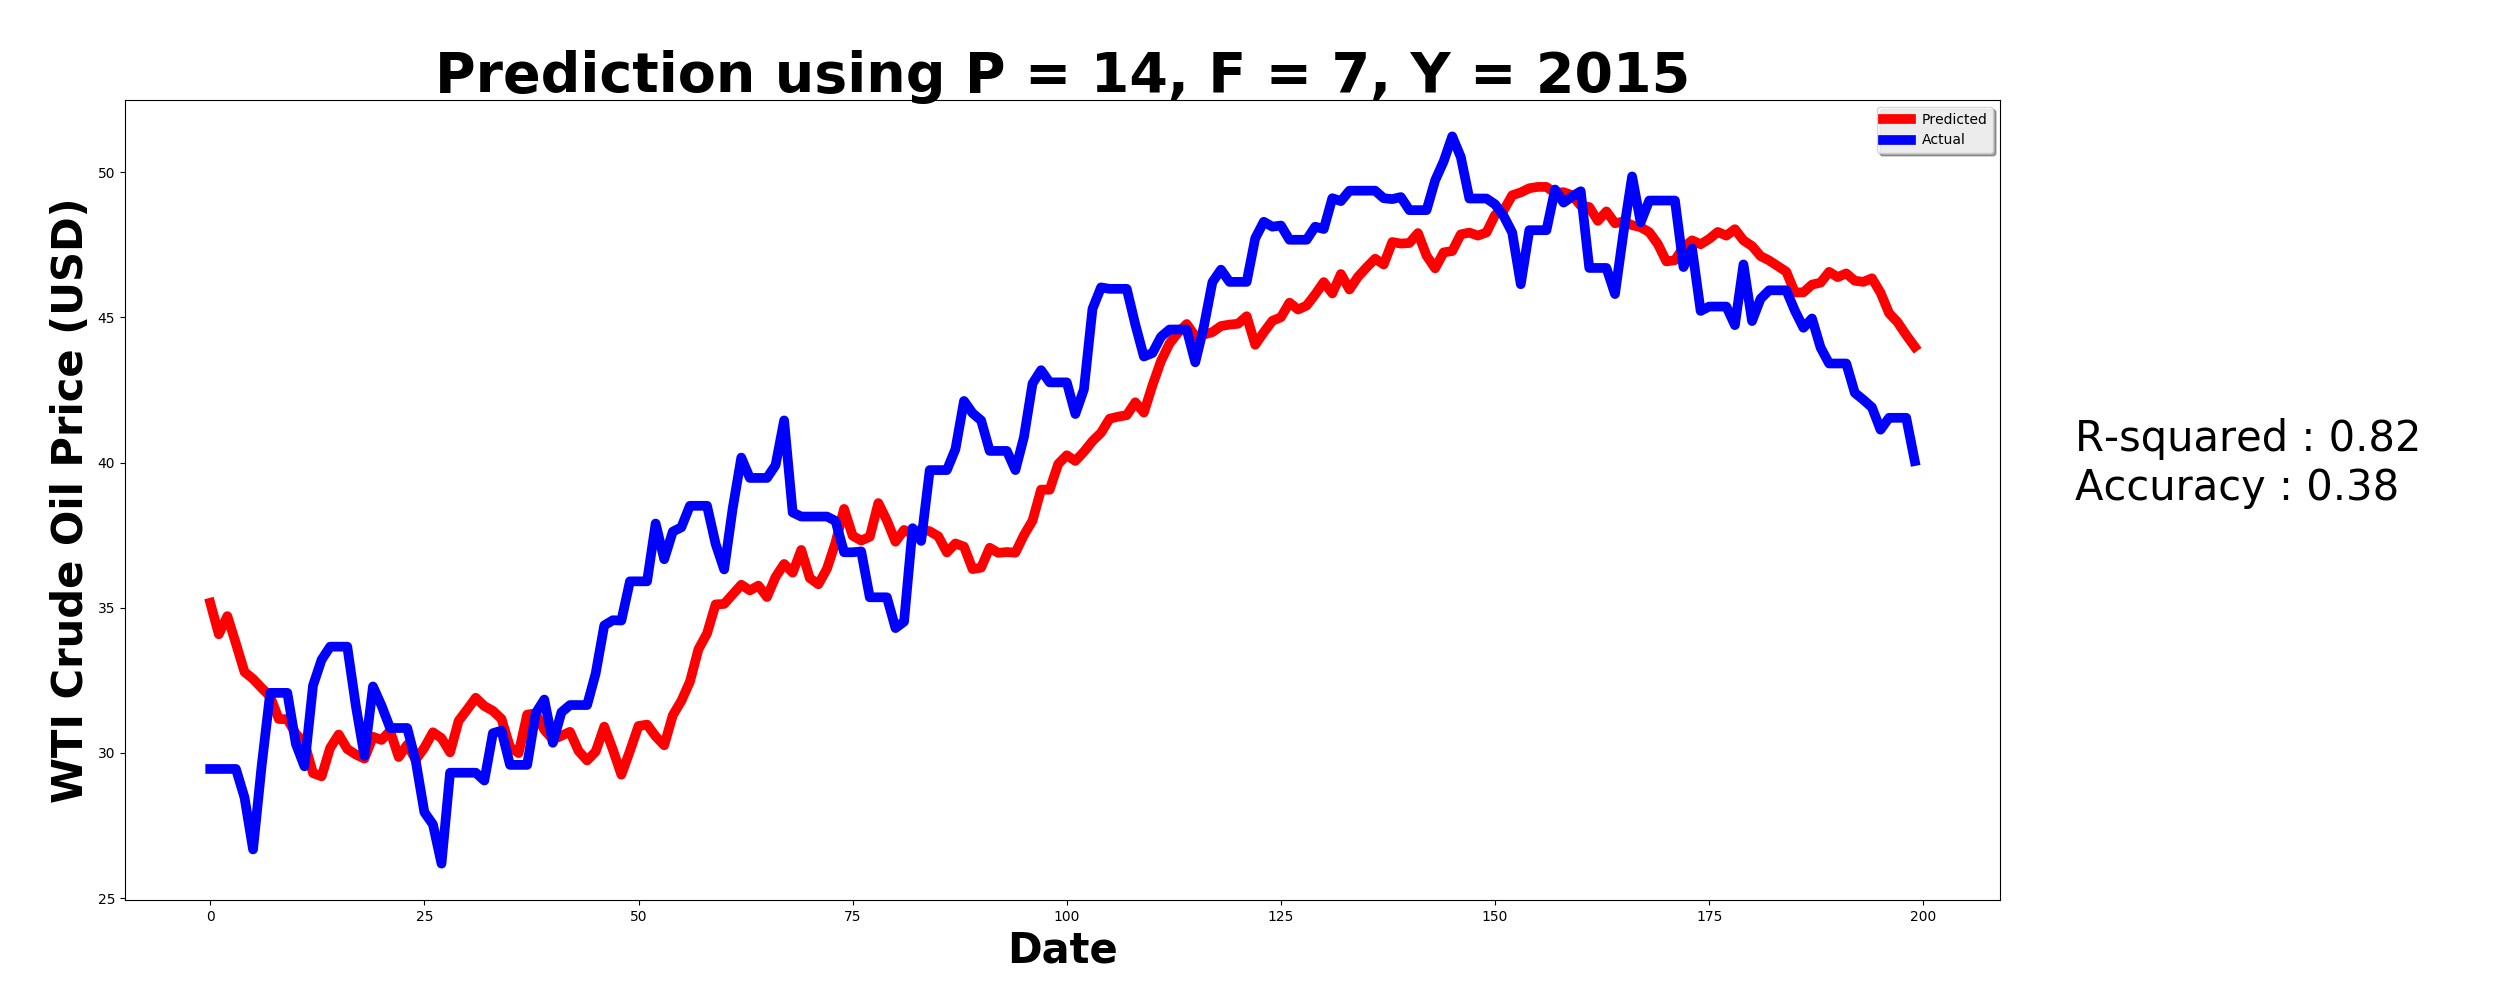 Prediction using P = 14, F = 7, Y = 2015
Predicted
Actual
WTI Crude Oil Price (USD)
50
45
40
35
30
25
0 25 50 75 100 125 150 175 200
Date
R-squared : 0.82
Accuracy : 0.38